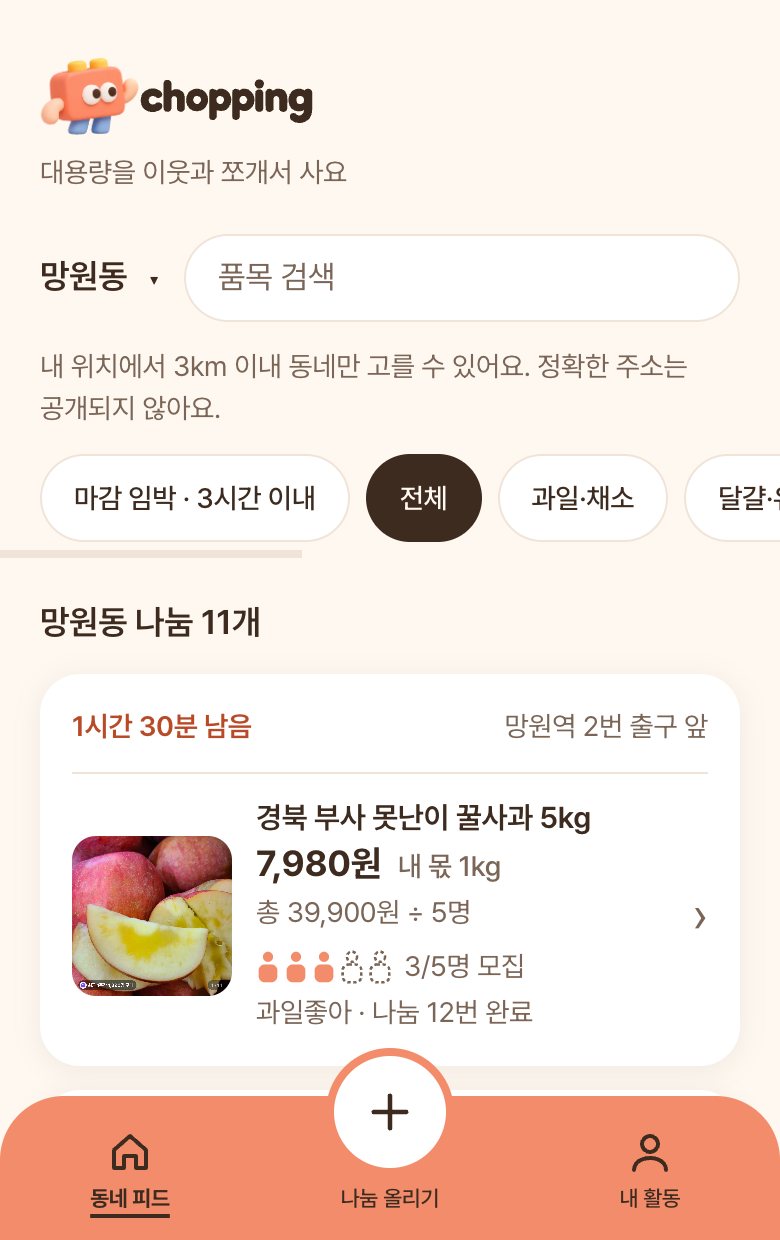 chopping
대용량을 이웃과 쪼개서 사요
망원동 ▼
품목 검색
내 위치에서 3km 이내 동네만 고를 수 있어요. 정확한 주소는
공개되지 않아요.
마감 임박 · 3시간 이내
전체
과일·채소
달걀·
망원동 나눔 11개
1시간 30분 남음
망원역 2번 출구 앞
경북 부사 못난이 꿀사과 5kg
7,980원 내 몫 1kg
총 39,900원 ÷ 5명
3/5명 모집
과일좋아 · 나눔 12번 완료
동네 피드
나눔 올리기
내 활동